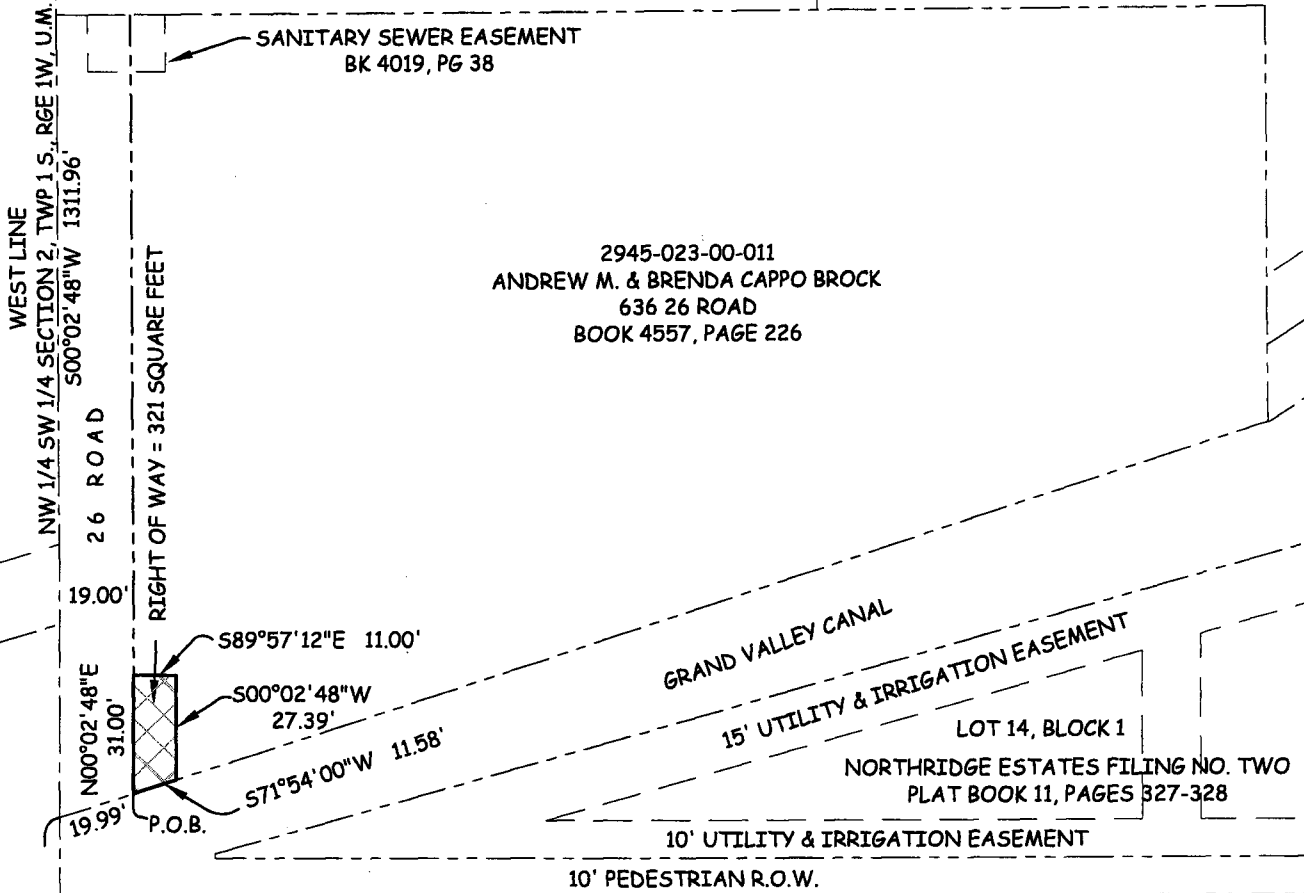 SANITARY SEWER EASEMENT
BK 4019, PG 38
WEST LINE
NW 1/4 SW 1/4 SECTION 2, TWP 1 S., RGE 1W, U.M.
S00°02'48"W 1311.96'
26 ROAD
RIGHT OF WAY = 321 SQUARE FEET
2945-023-00-011
ANDREW M. & BRENDA CAPPO BROCK
636 26 ROAD
BOOK 4557, PAGE 226
19.00'
S89°57'12"E 11.00'
S00°02'48"W
27.39'
N00°02'48"E
31.00'
S71°54'00"W 11.58'
19.99'
P.O.B.
GRAND VALLEY CANAL
15' UTILITY & IRRIGATION EASEMENT
LOT 14, BLOCK 1
NORTHRIDGE ESTATES FILING NO. TWO
PLAT BOOK 11, PAGES 327-328
10' UTILITY & IRRIGATION EASEMENT
10' PEDESTRIAN R.O.W.